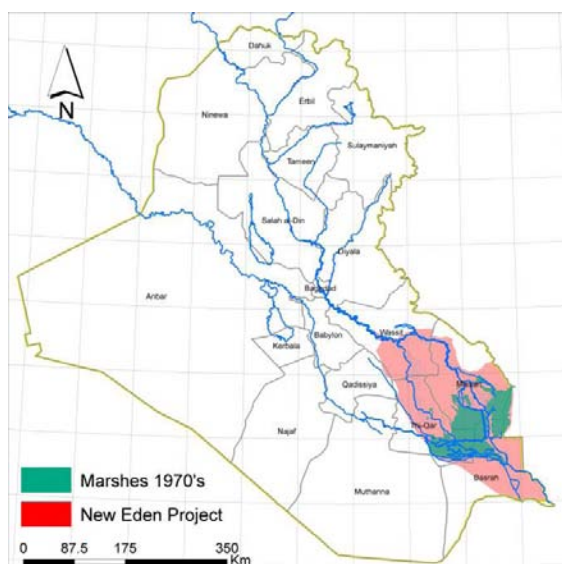 Dahuk
Erbil
Ninewa
Sulaymaniyah
Tameem
Salah al-Din
Diyala
Anbar
Baghdad
Wassit
Babylon
Kerbala
Qadissiya
Thi-Qar
Najaf
Basrah
Muthanna
N
Marshes 1970's
New Eden Project
0 87.5 175 350
Km